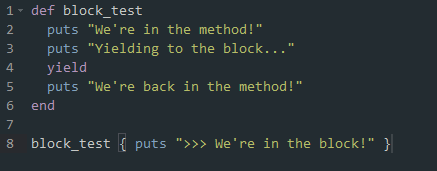 1 def block_test
2   puts "We're in the method!"
3   puts "Yielding to the block..."
4   yield
5   puts "We're back in the method!"
6 end
7
8 block_test { puts ">>> We're in the block!" }